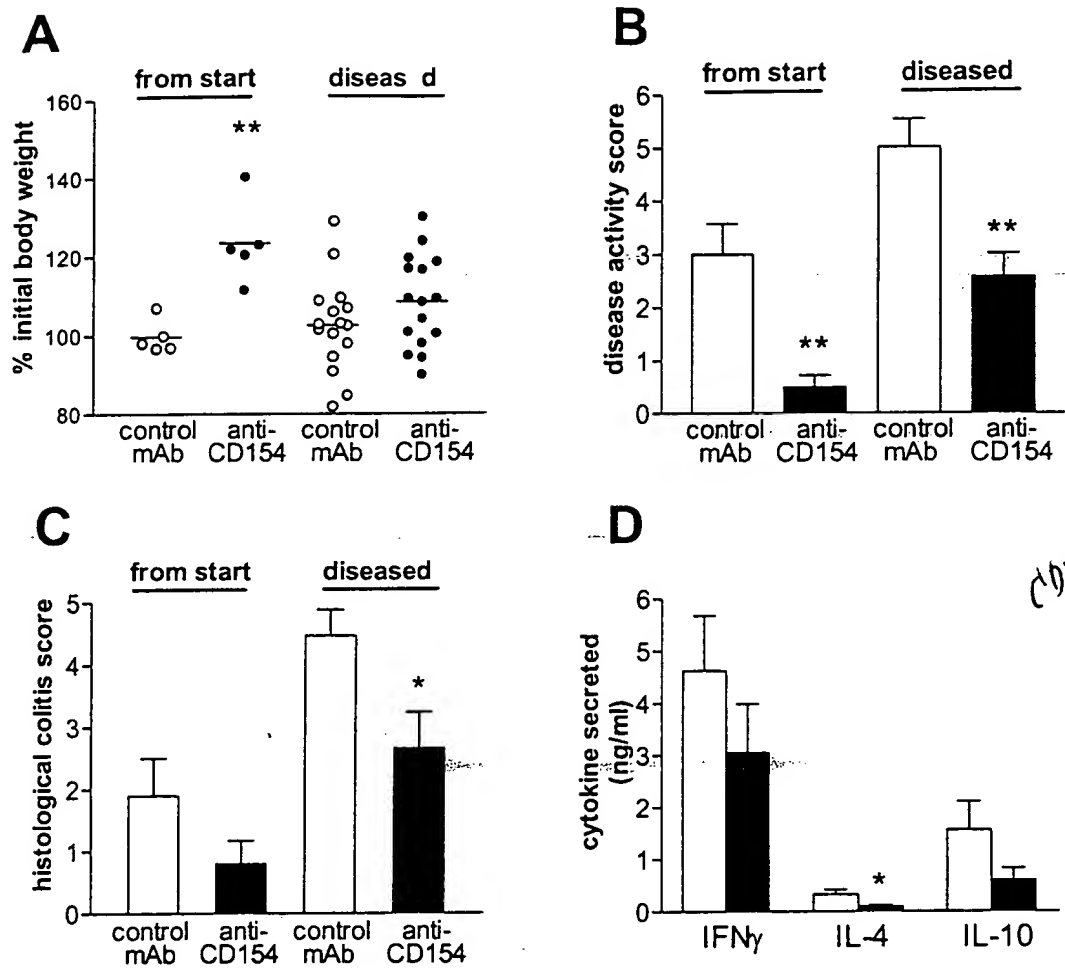 A
from start diseas d
**
% initial body weight
160
140
120
100
80
control mAb
anti-CD154
control mAb
anti-CD154
B
from start diseased
disease activity score
6
5
4
3
2
1
0
**
**
control mAb
anti-CD154
control mAb
anti-CD154
C
from start diseased
histological colitis score
5
4
3
2
1
0
*
control mAb
anti-CD154
control mAb
anti-CD154
D
cytokine secreted
(ng/ml)
6
5
4
3
2
1
0
*
IFNγ IL-4 IL-10